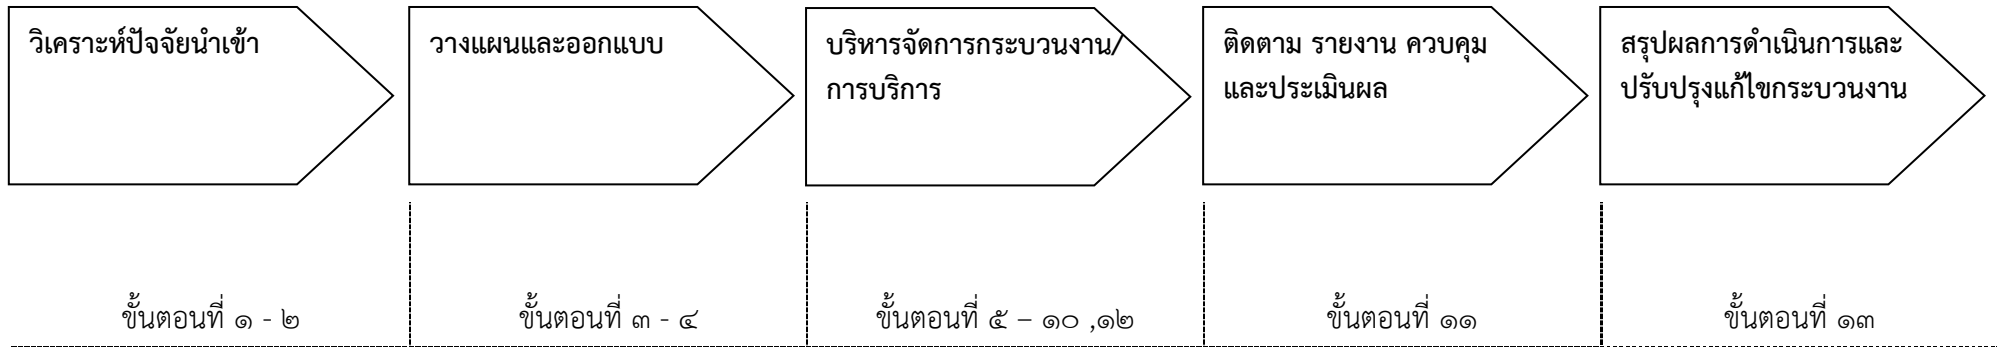 วิเคราะห์ปัจจัยนำเข้า
วางแผนและออกแบบ
บริหารจัดการกระบวนงาน/
การบริการ
ติดตาม รายงาน ควบคุม
และประเมินผล
สรุปผลการดำเนินการและ
ปรับปรุงแก้ไขกระบวนงาน
ขั้นตอนที่ ๑ - ๒
ขั้นตอนที่ ๓ - ๔
ขั้นตอนที่ ๕ – ๑๐ ,๑๒
ขั้นตอนที่ ๑๑
ขั้นตอนที่ ๑๓